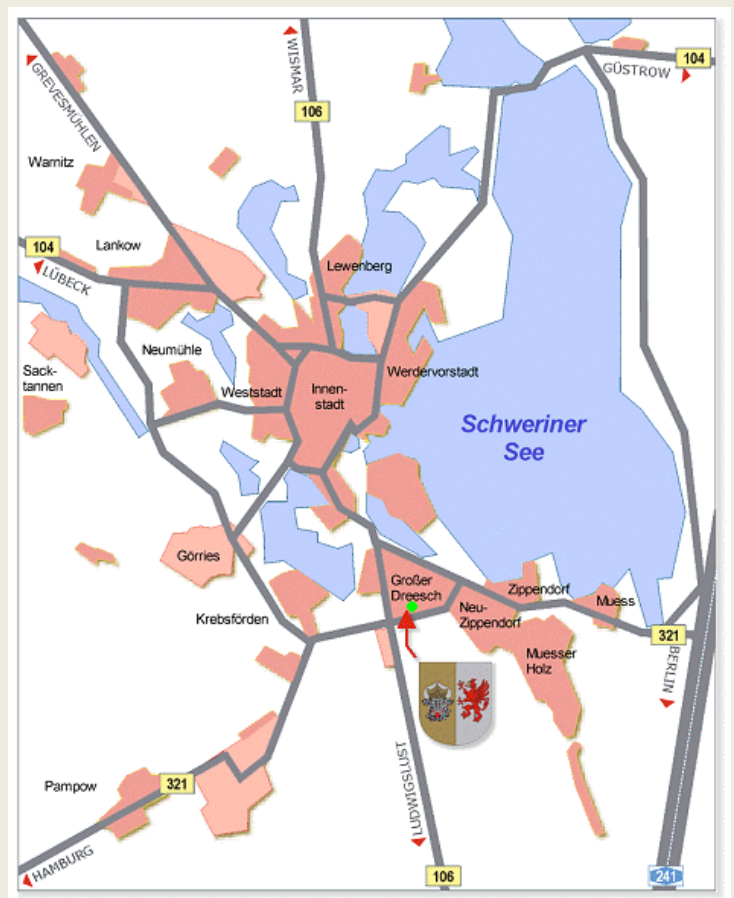 WISMAR
104
GÜSTROW
GREVESMÜHLEN
106
Warnitz
104
Lankow
LÜBECK
Lewenberg
Neumühle
Sack-
tannen
Weststadt
Innen-
stadt
Werdervorstadt
Schweriner
See
Görries
Großer
Dreesch
Zippendorf
Neu-
Zippendorf
Muess
Krebsförden
321
Muesser
Holz
BERLIN
LUDWIGSLUST
Pampow
321
HAMBURG
106
241